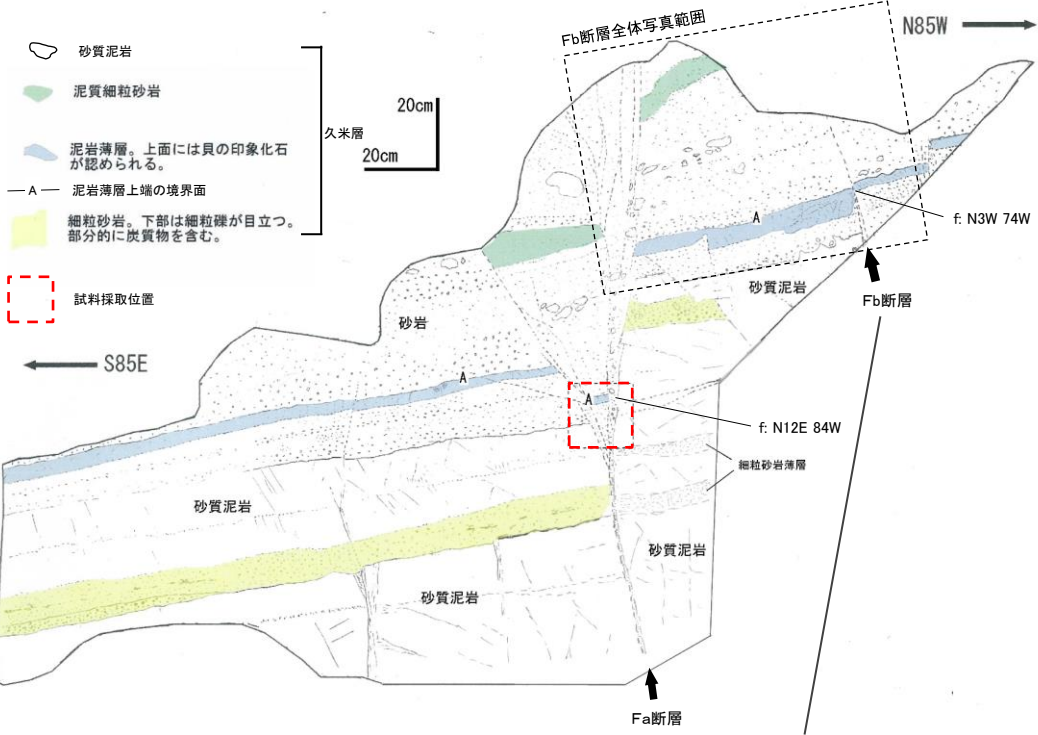 Fb断層全体写真範囲
N85W
砂質泥岩
泥質細粒砂岩
20cm
20cm
久米層
泥岩薄層。上面には貝の印象化石
が認められる。
A
泥岩薄層上端の境界面
細粒砂岩。下部は細粒礫が目立つ。
部分的に炭質物を含む。
試料採取位置
A
f: N3W 74W
砂質泥岩
Fb断層
砂岩
S85E
A
A
f: N12E 84W
細粒砂岩薄層
砂質泥岩
砂質泥岩
砂質泥岩
Fa断層